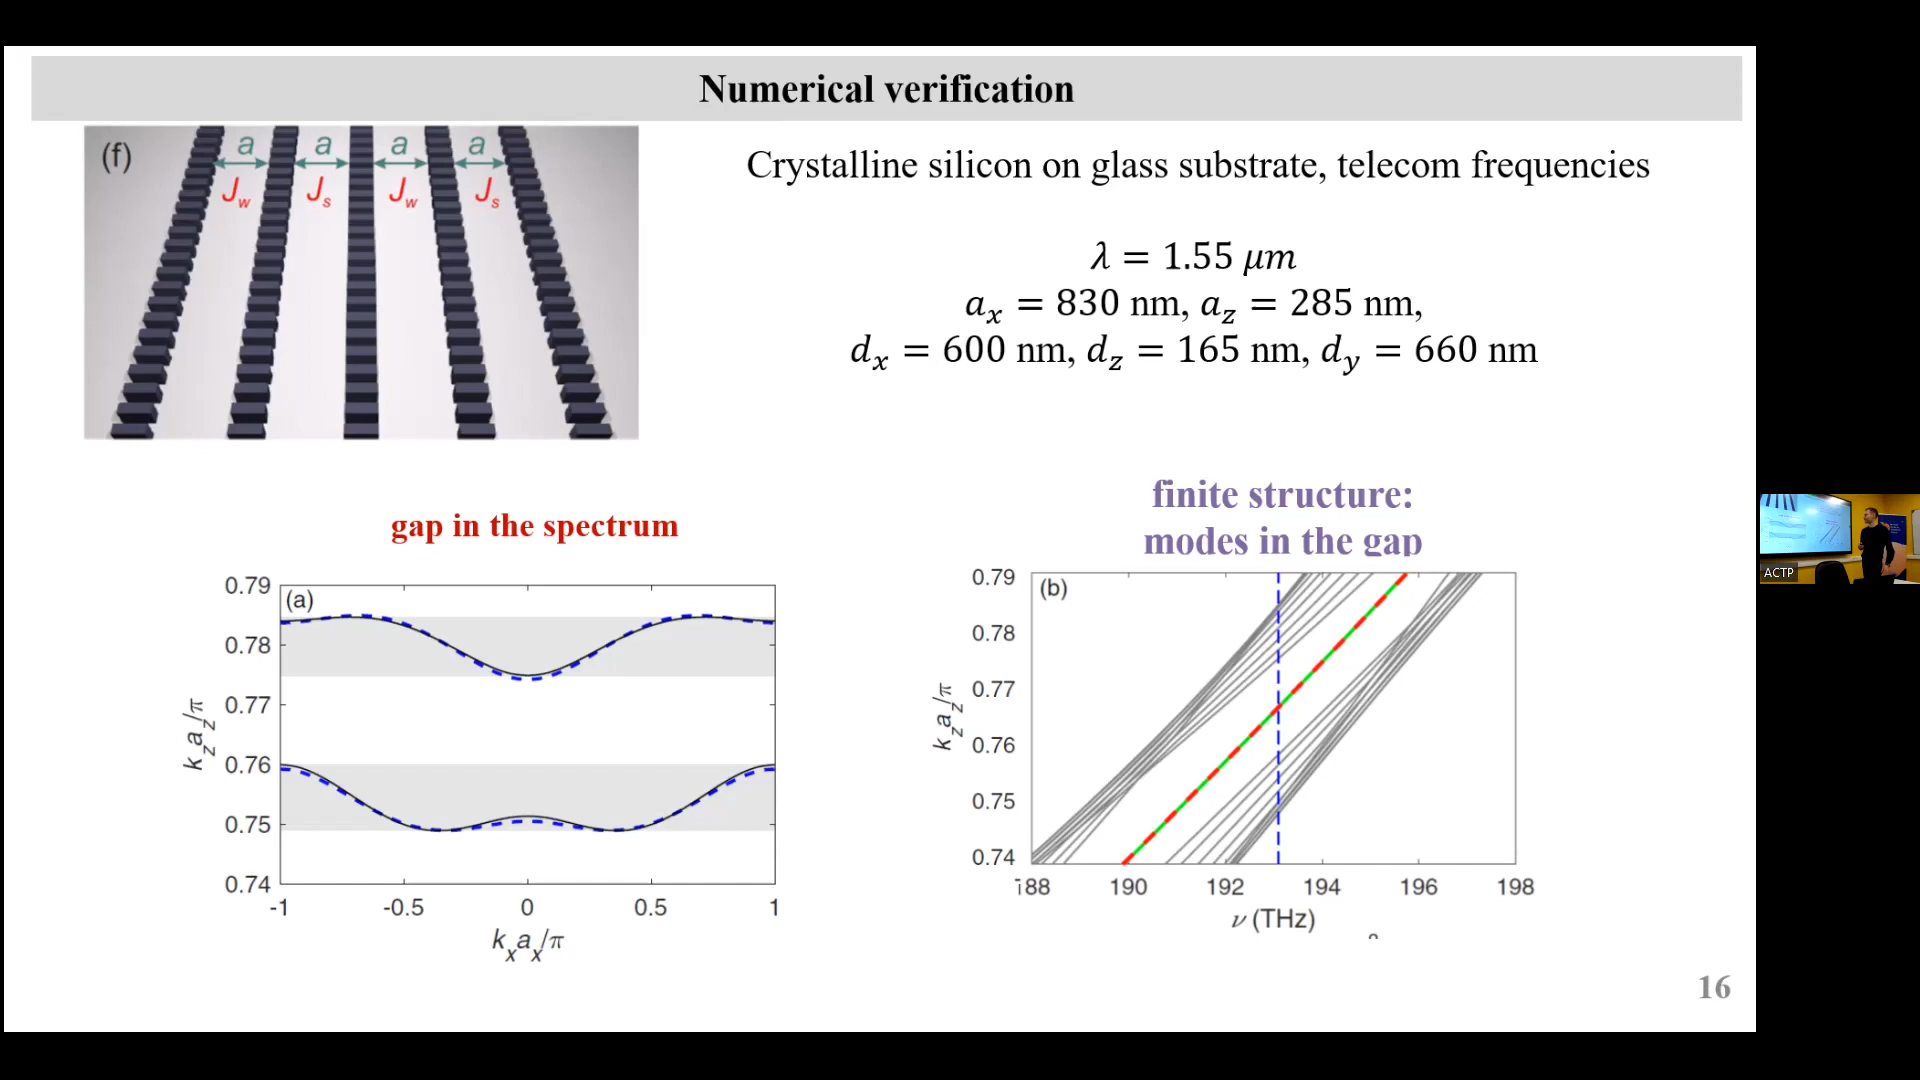 Numerical verification
(f)
a a a a
J_w J_s J_w J_s
Crystalline silicon on glass substrate, telecom frequencies
λ = 1.55 μm
a_x = 830 nm, a_z = 285 nm,
d_x = 600 nm, d_z = 165 nm, d_y = 660 nm
gap in the spectrum
(a)
0.79
0.78
0.77
0.76
0.75
0.74
k_z a_z/π
-1 -0.5 0 0.5 1
k_x a_x/π
finite structure:
modes in the gap
(b)
0.79
0.78
0.77
0.76
0.75
0.74
k_z a_z/π
188 190 192 194 196 198
ν (THz)
16
ACTP